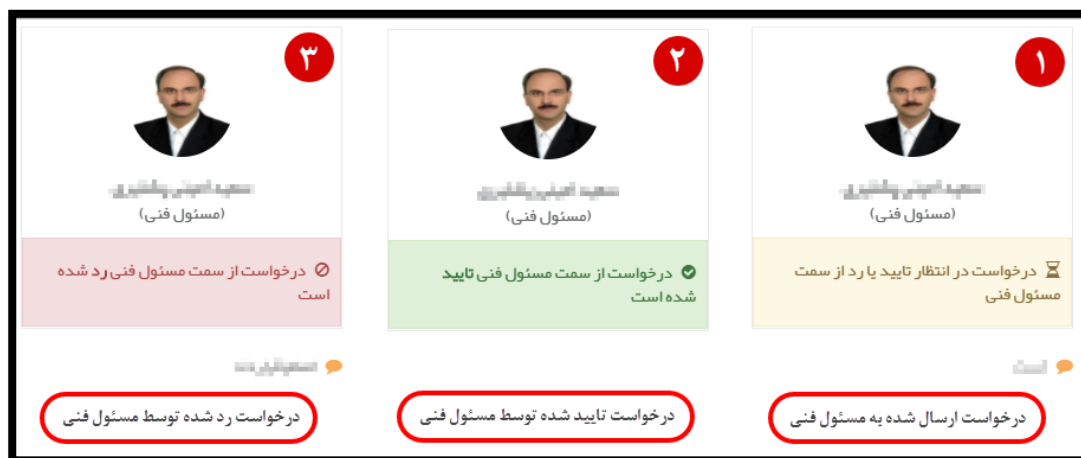 ۱
(مسئول فنی)
درخواست در انتظار تایید یا رد از سمت
مسئول فنی
درخواست ارسال شده به مسئول فنی
۲
(مسئول فنی)
درخواست از سمت مسئول فنی تایید
شده است
درخواست تایید شده توسط مسئول فنی
۳
(مسئول فنی)
درخواست از سمت مسئول فنی رد شده
است
درخواست رد شده توسط مسئول فنی